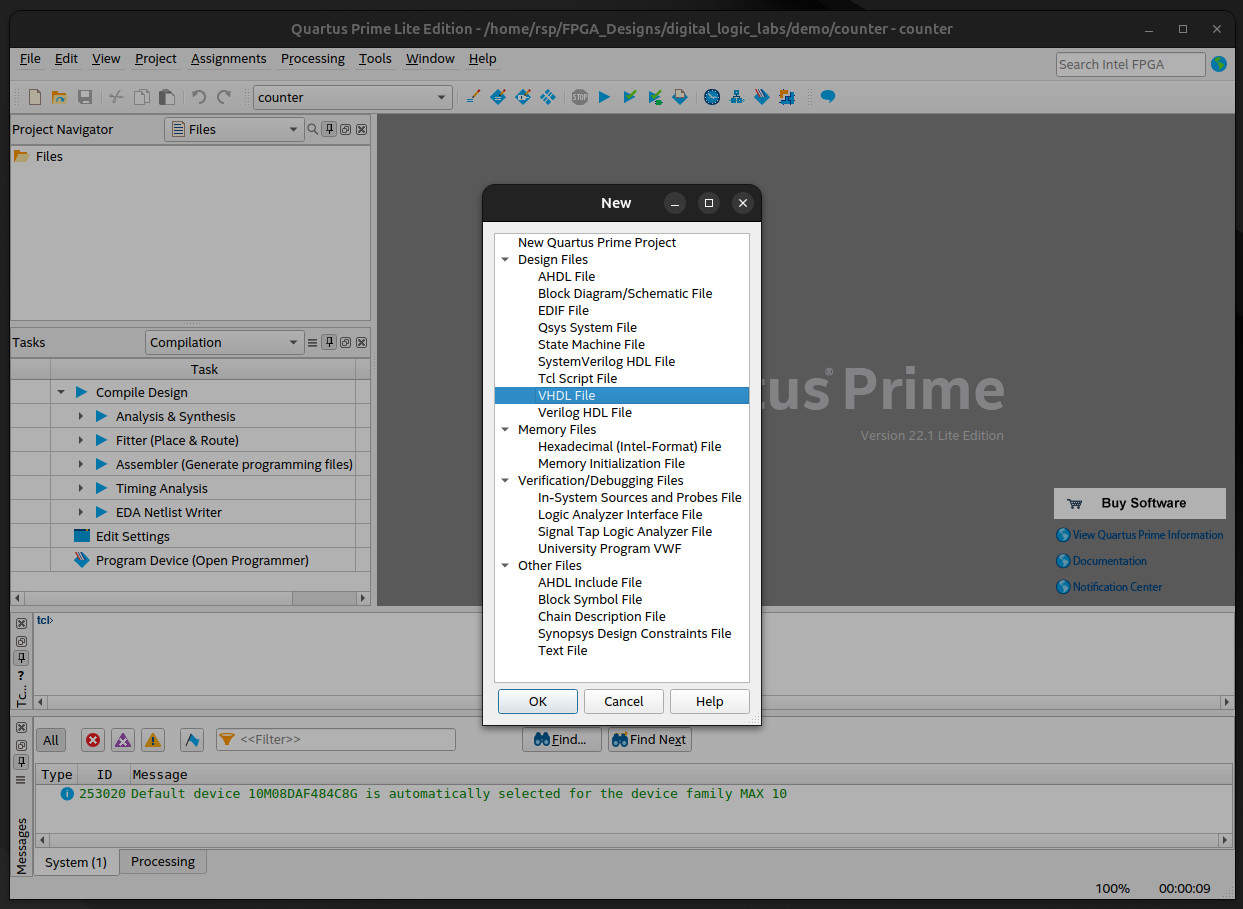 Quartus Prime Lite Edition - /home/rsp/FPGA_Designs/digital_logic_labs/demo/counter - counter
File Edit View Project Assignments Processing Tools Window Help
Search Intel FPGA
counter
STOP
Project Navigator
Files
Files
Tasks
Compilation
Task
Compile Design
Analysis & Synthesis
Fitter (Place & Route)
Assembler (Generate programming files)
Timing Analysis
EDA Netlist Writer
Edit Settings
Program Device (Open Programmer)
New
New Quartus Prime Project
Design Files
AHDL File
Block Diagram/Schematic File
EDIF File
Qsys System File
State Machine File
SystemVerilog HDL File
Tcl Script File
VHDL File
Verilog HDL File
Memory Files
Hexadecimal (Intel-Format) File
Memory Initialization File
Verification/Debugging Files
In-System Sources and Probes File
Logic Analyzer Interface File
Signal Tap Logic Analyzer File
University Program VWF
Other Files
AHDL Include File
Block Symbol File
Chain Description File
Synopsys Design Constraints File
Text File
OK Cancel Help
tus® Prime
Version 22.1 Lite Edition
Buy Software
View Quartus Prime Information
Documentation
Notification Center
tcl>
? Tc...
All
<<Filter>>
Find... Find Next
Type ID Message
253020 Default device 10M08DAF484C8G is automatically selected for the device family MAX 10
Messages
System (1) Processing
100% 00:00:09